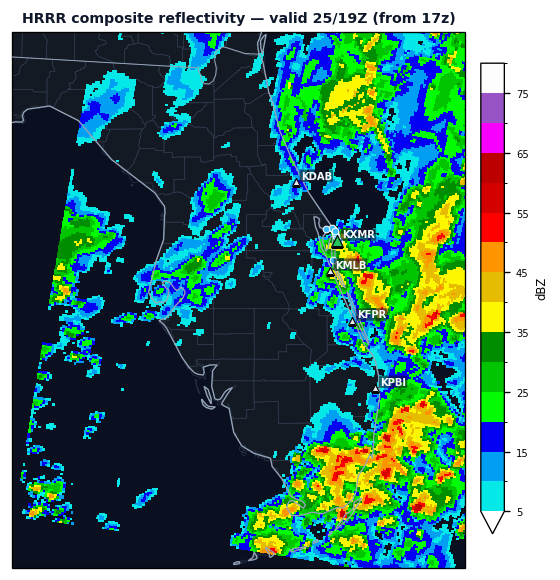 HRRR composite reflectivity — valid 25/19Z (from 17z)
KDAB
KXMR
KMLB
KFPR
KPBI
75
65
55
45
35
25
15
5
dBZ